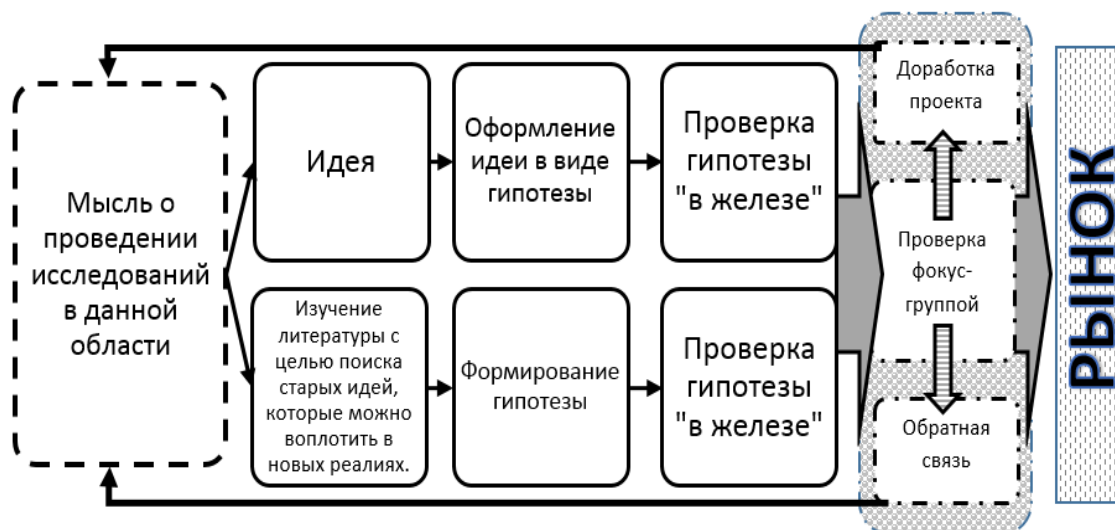 Мысль о
проведении
исследований
в данной
области
Идея
Оформление
идеи в виде
гипотезы
Проверка
гипотезы
"в железе"
Изучение
литературы с
целью поиска
старых идей,
которые можно
воплотить в
новых реалиях.
Формирование
гипотезы
Проверка
гипотезы
"в железе"
Доработка
проекта
Проверка
фокус-
группой
Обратная
связь
РЫНОК